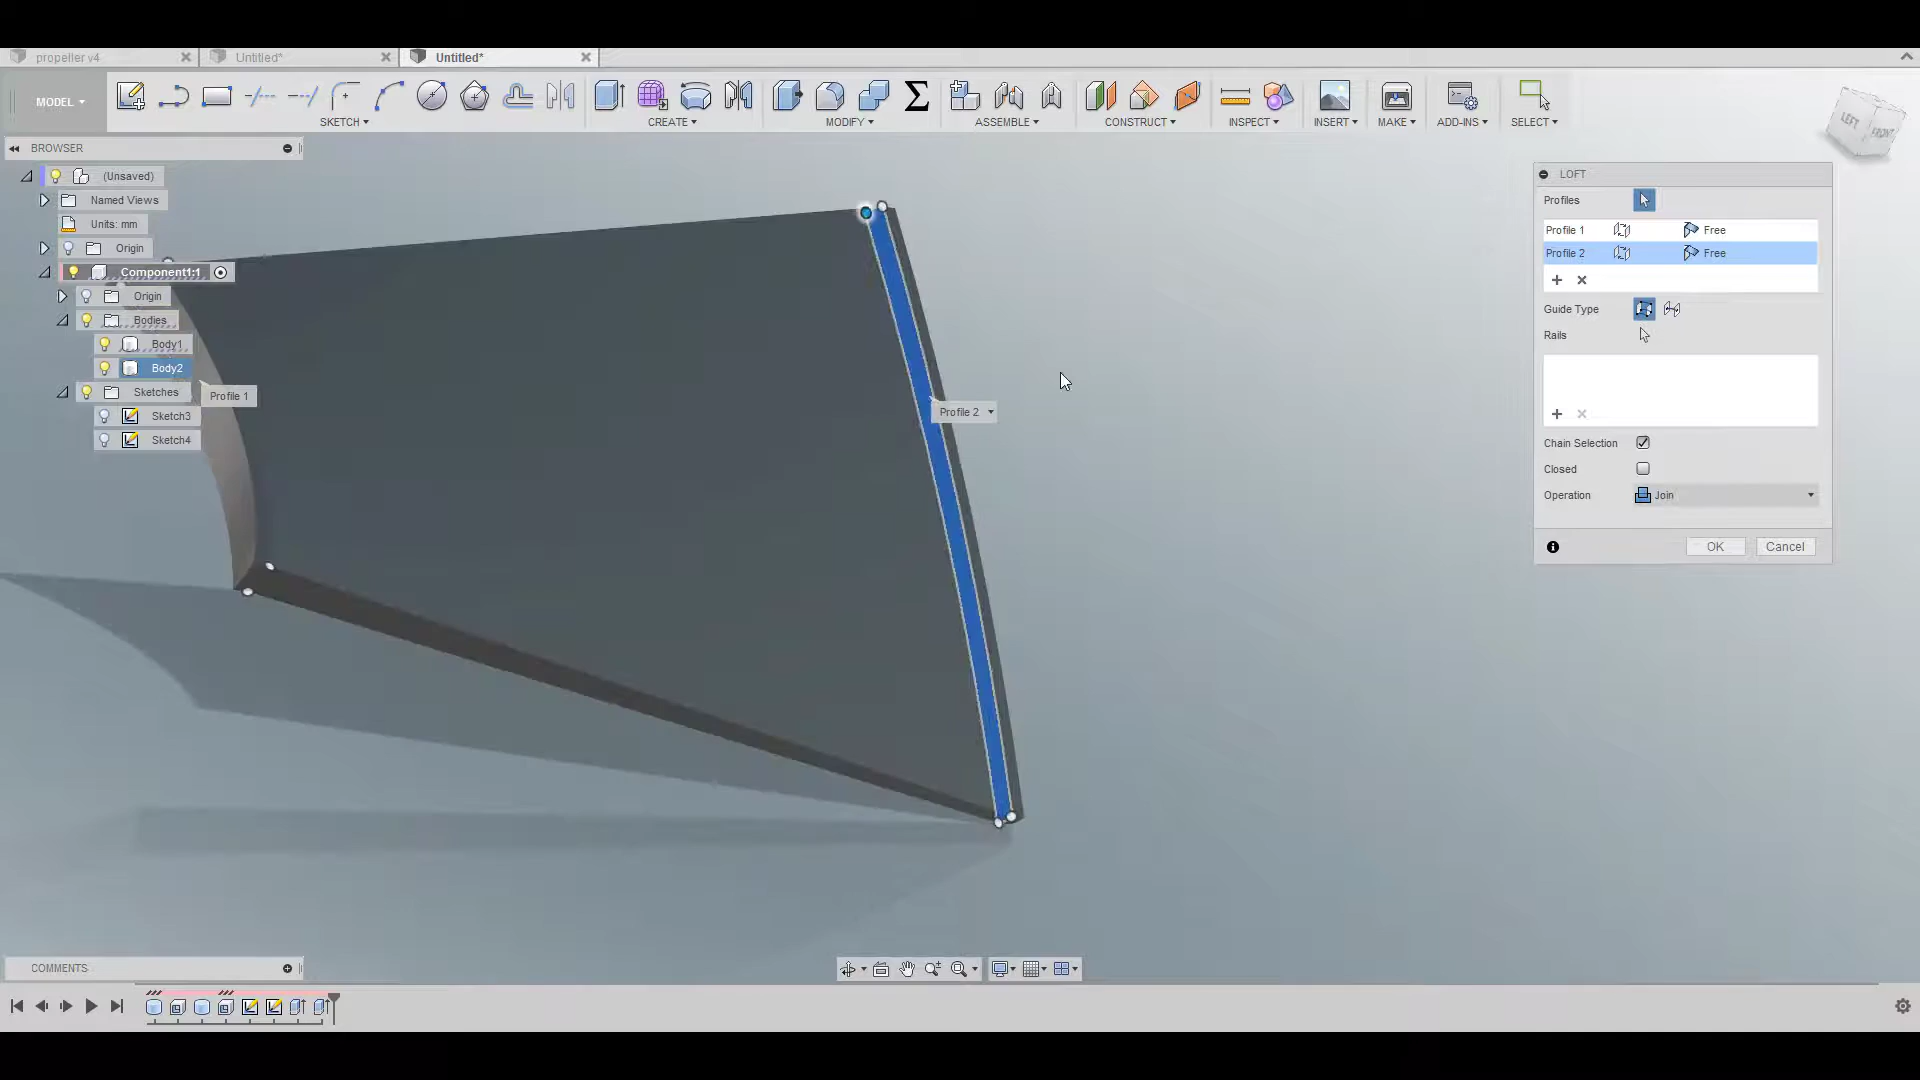 propeller v4
Untitled*
Untitled*
MODEL
SKETCH
CREATE
MODIFY
ASSEMBLE
CONSTRUCT
INSPECT
INSERT
MAKE
ADD-INS
SELECT
BROWSER
(Unsaved)
Named Views
Units: mm
Origin
Component1:1
Origin
Bodies
Body1
Body2
Sketches
Sketch3
Sketch4
Profile 1
Profile 2
LEFT
FRONT
LOFT
Profiles
Profile 1 Free
Profile 2 Free
Guide Type
Rails
Chain Selection
Closed
Operation Join
OK Cancel
COMMENTS